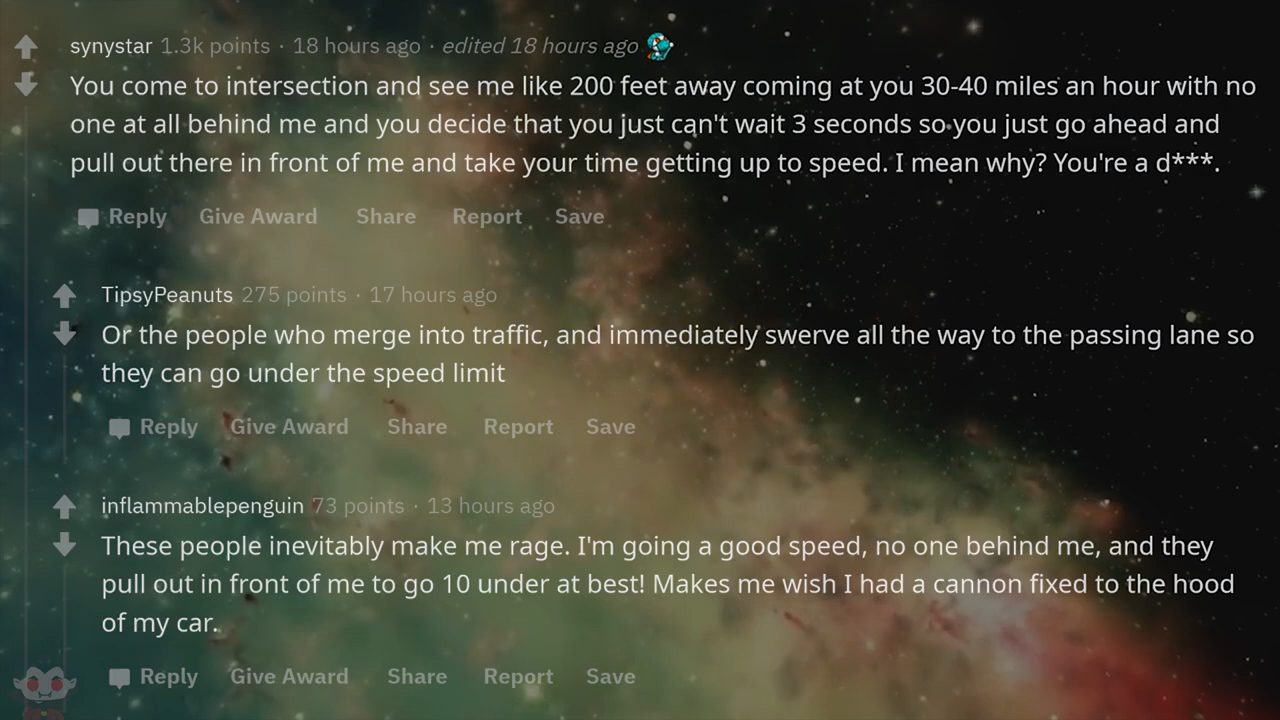 synystar 1.3k points · 18 hours ago · edited 18 hours ago
You come to intersection and see me like 200 feet away coming at you 30-40 miles an hour with no
one at all behind me and you decide that you just can't wait 3 seconds so you just go ahead and
pull out there in front of me and take your time getting up to speed. I mean why? You're a d***.
Reply Give Award Share Report Save
TipsyPeanuts 275 points · 17 hours ago
Or the people who merge into traffic, and immediately swerve all the way to the passing lane so
they can go under the speed limit
Reply Give Award Share Report Save
inflammablepenguin 73 points · 13 hours ago
These people inevitably make me rage. I'm going a good speed, no one behind me, and they
pull out in front of me to go 10 under at best! Makes me wish I had a cannon fixed to the hood
of my car.
Reply Give Award Share Report Save